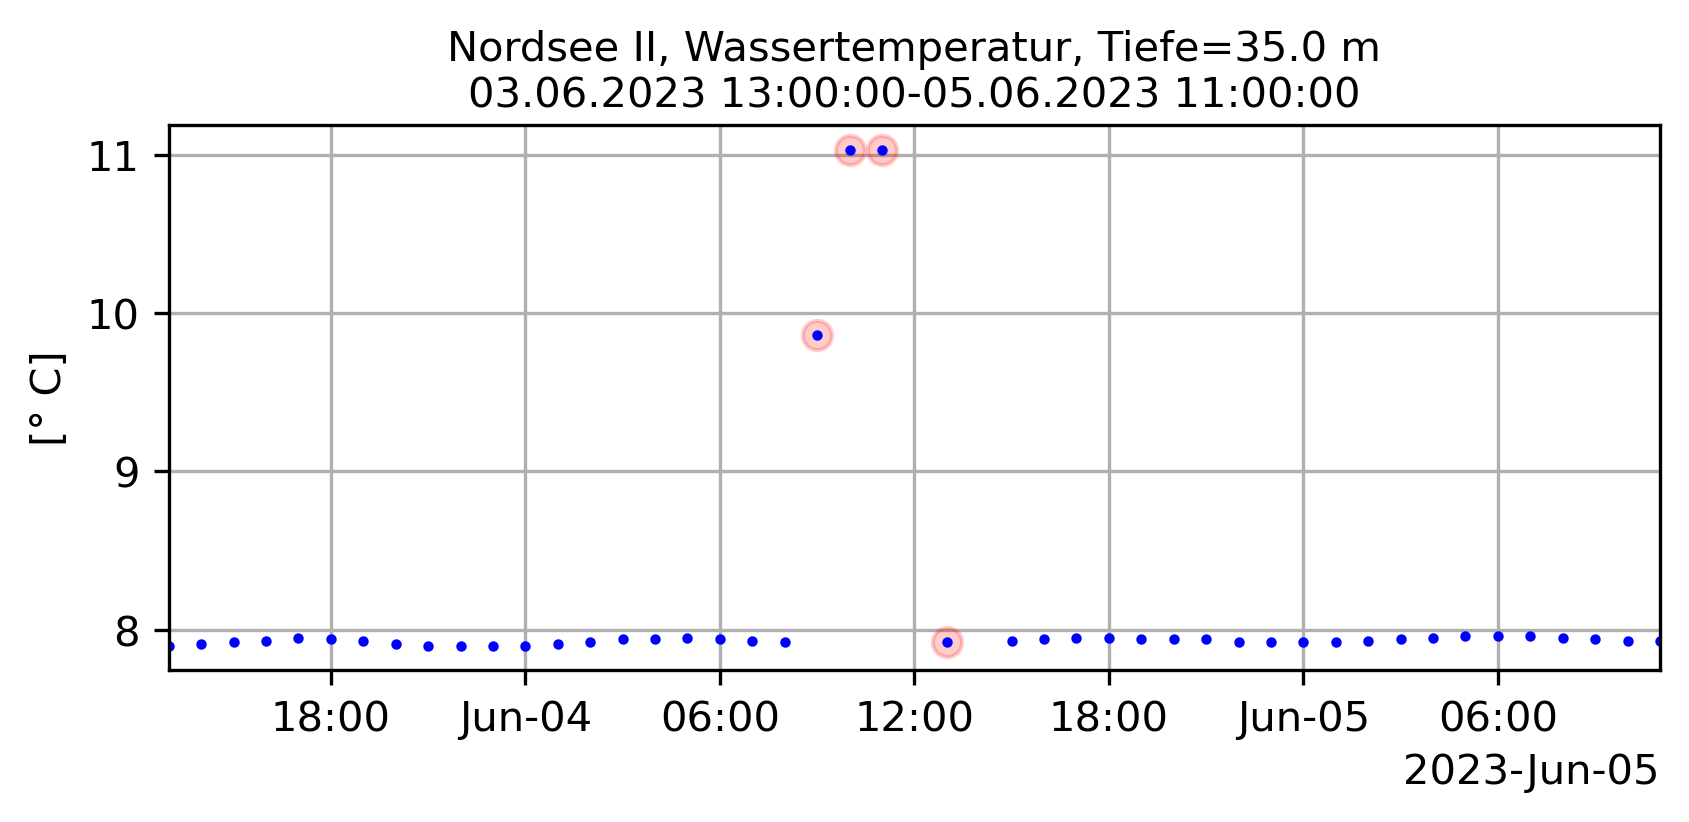 Nordsee II, Wassertemperatur, Tiefe=35.0 m
03.06.2023 13:00:00-05.06.2023 11:00:00
[° C]
11
10
9
8
18:00 Jun-04 06:00 12:00 18:00 Jun-05 06:00
2023-Jun-05